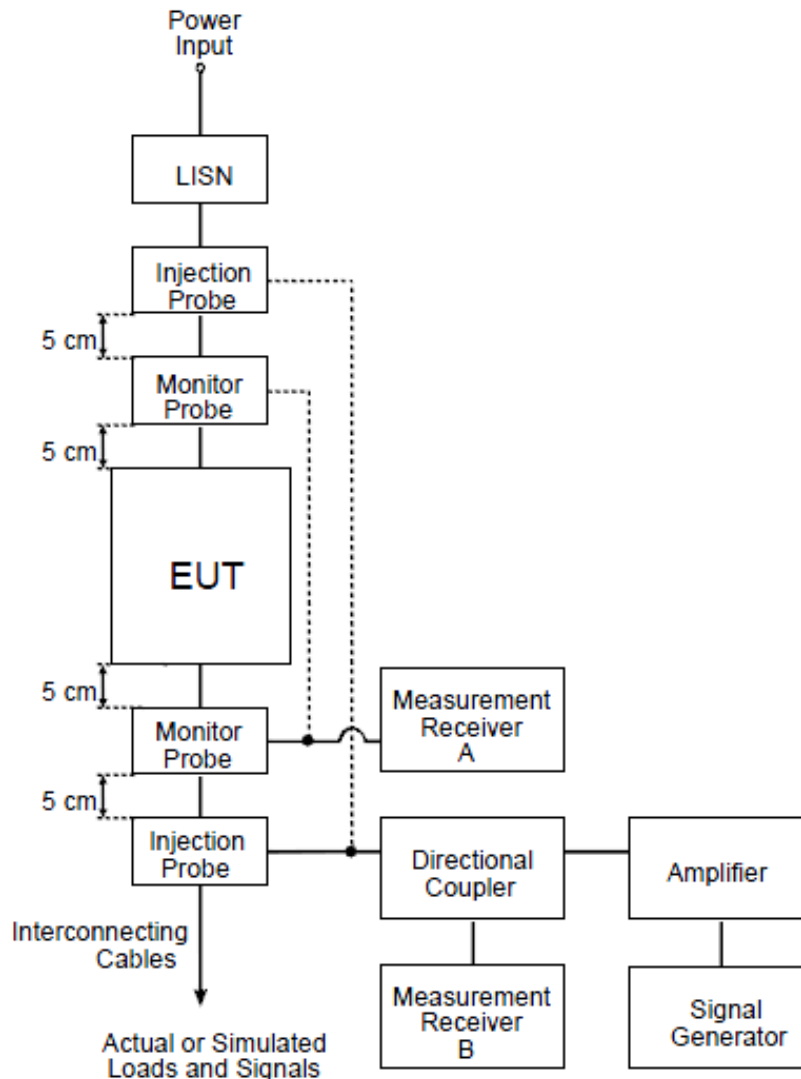 Power
Input
LISN
Injection
Probe
5 cm
Monitor
Probe
5 cm
EUT
5 cm
Monitor
Probe
Measurement
Receiver
A
5 cm
Injection
Probe
Directional
Coupler
Amplifier
Interconnecting
Cables
Measurement
Receiver
B
Signal
Generator
Actual or Simulated
Loads and Signals